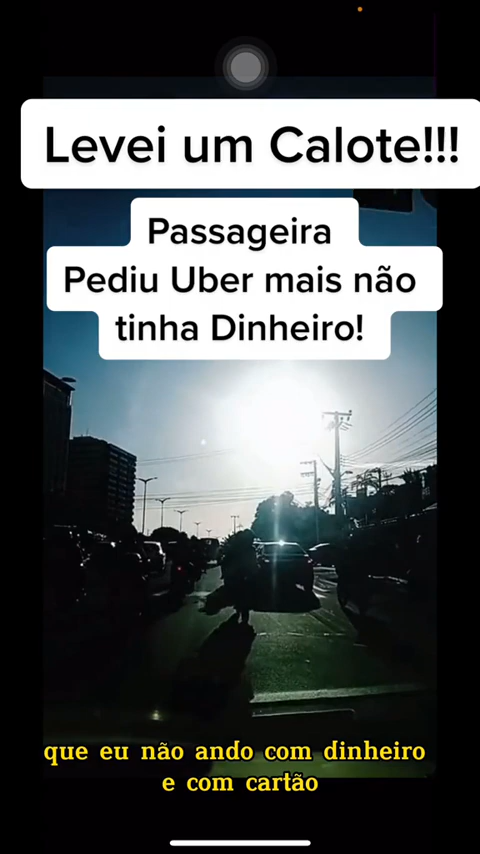 Levei um Calote!!!
Passageira
Pediu Uber mais não
tinha Dinheiro!
que eu não ando com dinheiro
e com cartão